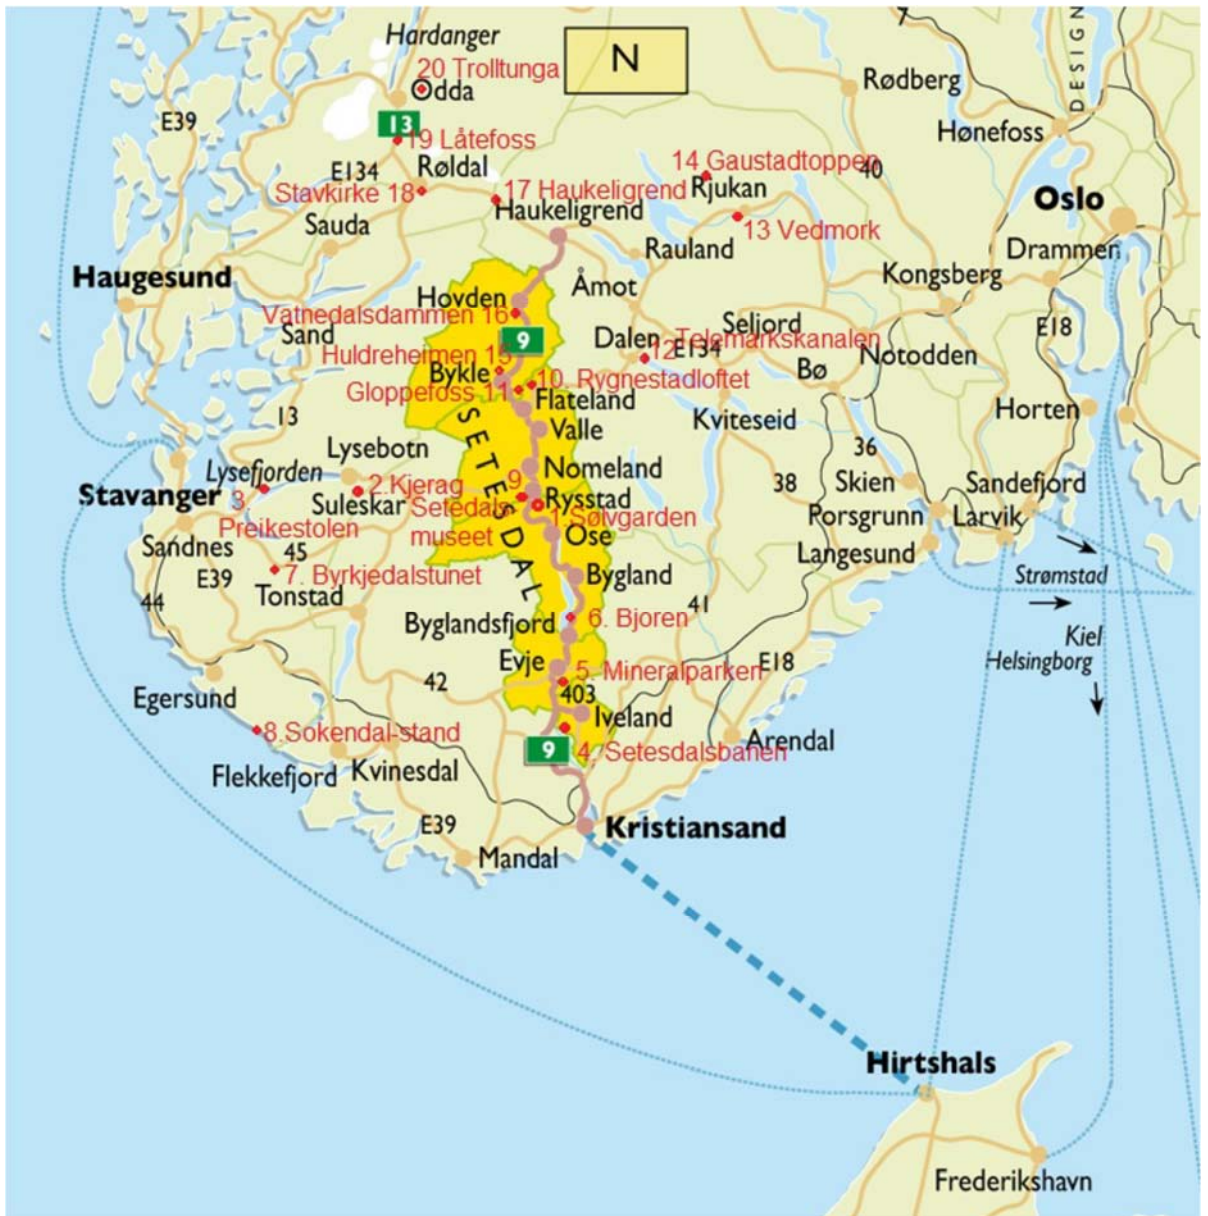 7
Hardanger
N
DESIGN
20 Trolltunga
Odda
Rødberg
E39
13
Hønefoss
19 Låtefoss
Røldal
E134
14 Gaustadtoppen
40
Stavkirke 18
17 Haukeligrend
Rjukan
Oslo
Haukeligrend
Sauda
13 Vedmork
Rauland
Drammen
Haugesund
Kongsberg
Åmot
Hovden
Vatnedalsdammen 16
Sand
9
Dalen
Seljord
E18
12
Telemarkskanalen
E134
Huldreheimen 15
Notodden
Bykle
Bø
10. Rygnestadloftet
Gloppefoss 11
Flateland
Horten
13
SETESDAL
Valle
Kviteseid
Lysebotn
36
Lysefjorden
Nomeland
9
38
Skien
Sandefjord
2.Kjerag
Stavanger
3.
Suleskar
Setedals
museet
Rysstad
1.Sølvgarden
Porsgrunn
Larvik
Preikestolen
Ose
Sandnes
45
Langesund
E39
7. Byrkjedalstunet
Bygland
Strømstad
Tonstad
44
41
6. Bjoren
Byglandsfjord
Kiel
Helsingborg
Evje
5. Mineralparken
E18
42
403
Egersund
Iveland
8.Sokendal-stand
9
4. Setesdalsbanen
Arendal
Flekkefjord
Kvinesdal
E39
Kristiansand
Mandal
Hirtshals
Frederikshavn